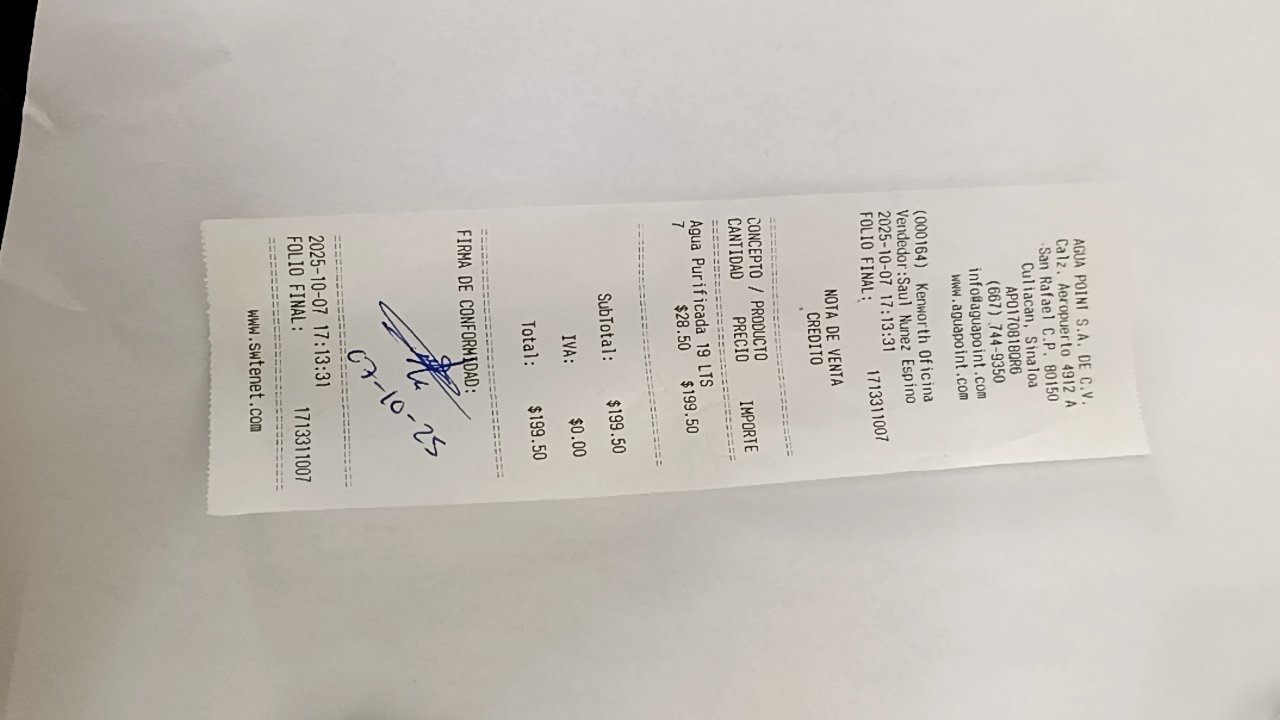 AGUA POINT S.A. DE C.V.
Calz. Aeropuerto 4912 A
San Rafael C.P. 80150
Culiacan, Sinaloa
APO170818QR6
(667) 744-9350
info@aguapoint.com
www.aguapoint.com
(000164) Kenworth Oficina
Vendedor:Saul Nunez Espino
2025-10-07 17:13:31
FOLIO FINAL: 1713311007
NOTA DE VENTA
CREDITO
CONCEPTO / PRODUCTO
CANTIDAD PRECIO IMPORTE
Agua Purificada 19 LTS
7 $28.50 $199.50
SubTotal: $199.50
IVA: $0.00
Total: $199.50
FIRMA DE CONFORMIDAD:
07-10-25
2025-10-07 17:13:31
FOLIO FINAL: 1713311007
www.swtenet.com